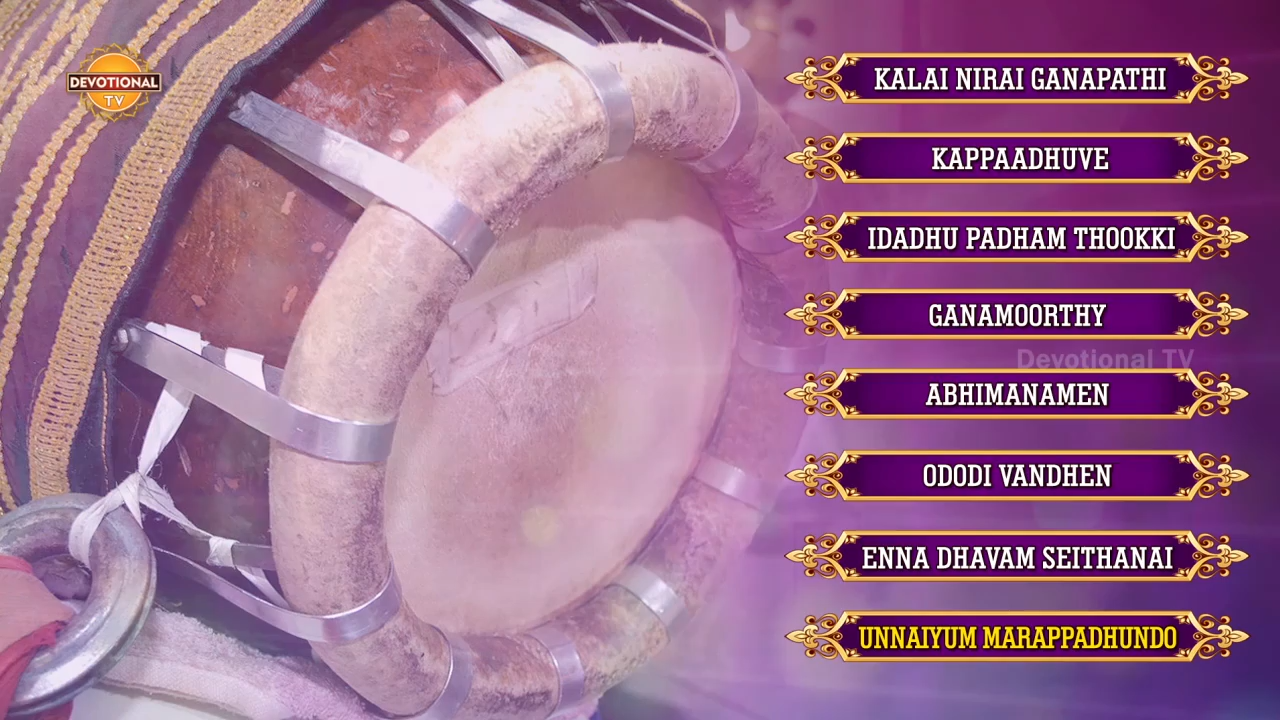 DEVOTIONAL
TV
KALAI NIRAI GANAPATHI
KAPPAADHUVE
IDADHU PADHAM THOOKKI
GANAMOORTHY
Devotional TV
ABHIMANAMEN
ODODI VANDHEN
ENNA DHAVAM SEITHANAI
UNNAIYUM MARAPPADHUNDO